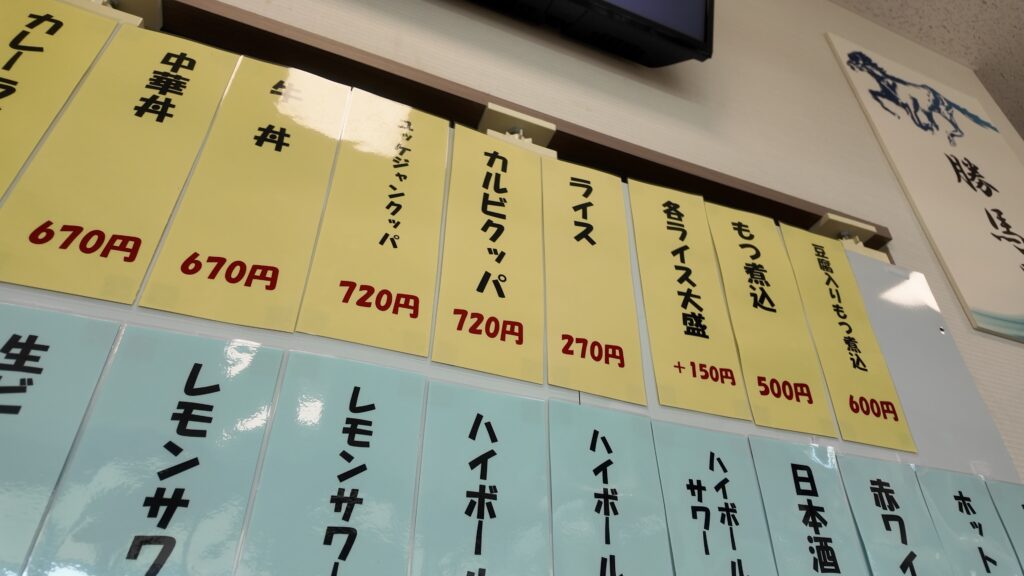 カレーラ
中華丼
670円
牛丼
670円
ユッケジャンクッパ
720円
カルビクッパ
720円
ライス
270円
各ライス大盛
+150円
もつ煮込
500円
豆腐入りもつ煮込
600円
生ビ
レモンサワ
レモンサワー
ハイボール
ハイボール
ハイボール
サワー
日本酒
赤ワイ
ホット
勝馬